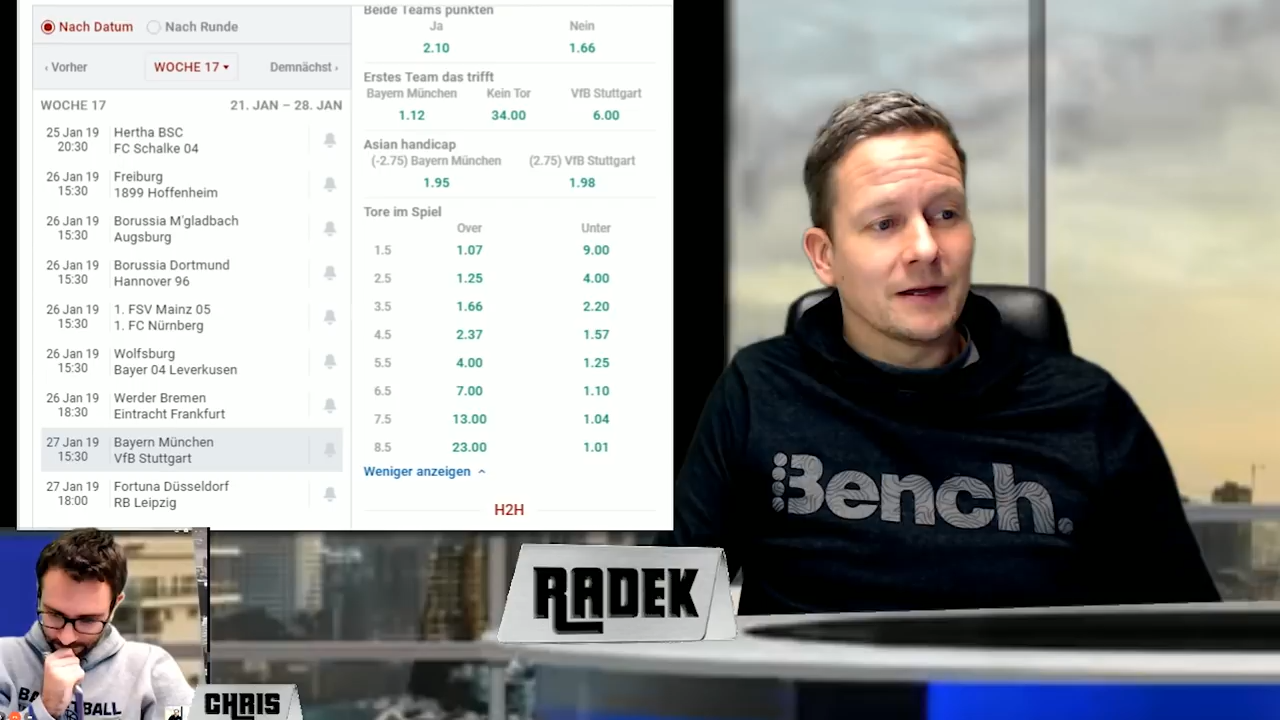 Nach Datum
Nach Runde
‹ Vorher
WOCHE 17
Demnächst ›
WOCHE 17
21. JAN – 28. JAN
25 Jan 19
20:30
Hertha BSC
FC Schalke 04
26 Jan 19
15:30
Freiburg
1899 Hoffenheim
26 Jan 19
15:30
Borussia M'gladbach
Augsburg
26 Jan 19
15:30
Borussia Dortmund
Hannover 96
26 Jan 19
15:30
1. FSV Mainz 05
1. FC Nürnberg
26 Jan 19
15:30
Wolfsburg
Bayer 04 Leverkusen
26 Jan 19
18:30
Werder Bremen
Eintracht Frankfurt
27 Jan 19
15:30
Bayern München
VfB Stuttgart
27 Jan 19
18:00
Fortuna Düsseldorf
RB Leipzig
Beide Teams punkten
Ja Nein
2.10 1.66
Erstes Team das trifft
Bayern München Kein Tor VfB Stuttgart
1.12 34.00 6.00
Asian handicap
(-2.75) Bayern München (2.75) VfB Stuttgart
1.95 1.98
Tore im Spiel
Over Unter
1.5 1.07 9.00
2.5 1.25 4.00
3.5 1.66 2.20
4.5 2.37 1.57
5.5 4.00 1.25
6.5 7.00 1.10
7.5 13.00 1.04
8.5 23.00 1.01
Weniger anzeigen
H2H
Bench.
RADEK
CHRIS